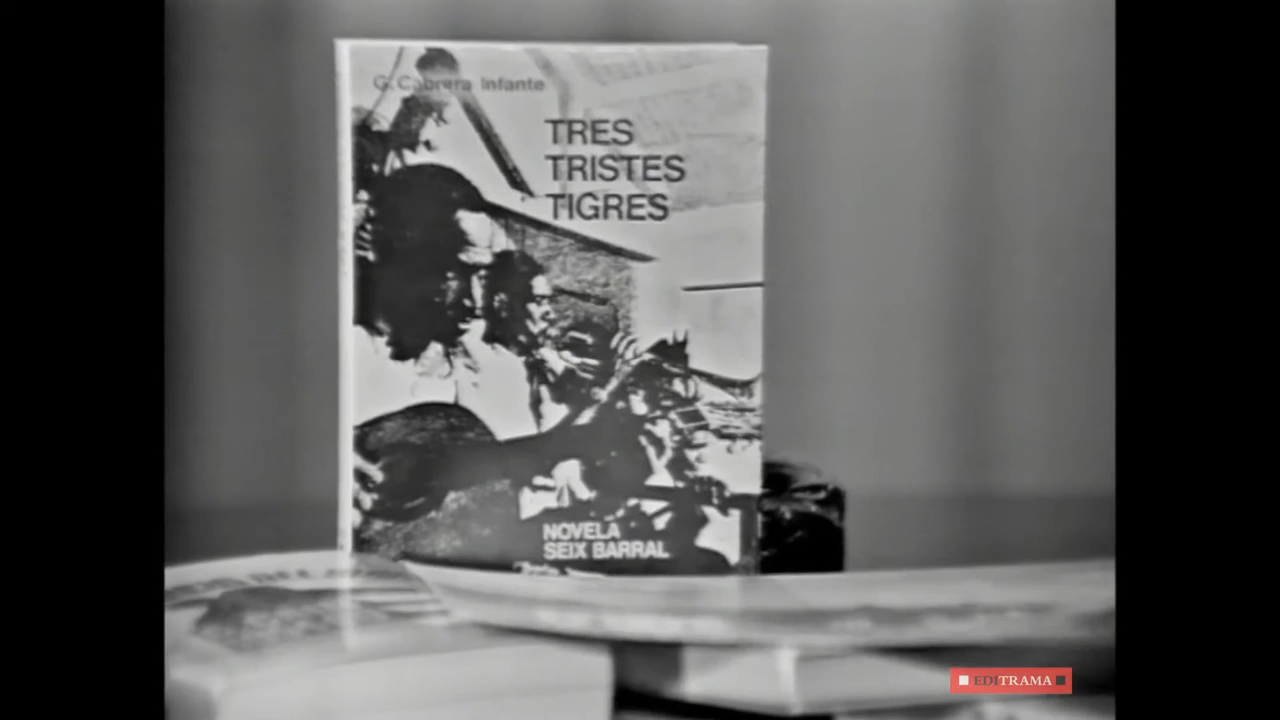 G. Cabrera Infante
TRES
TRISTES
TIGRES
NOVELA
SEIX BARRAL
EDITRAMA